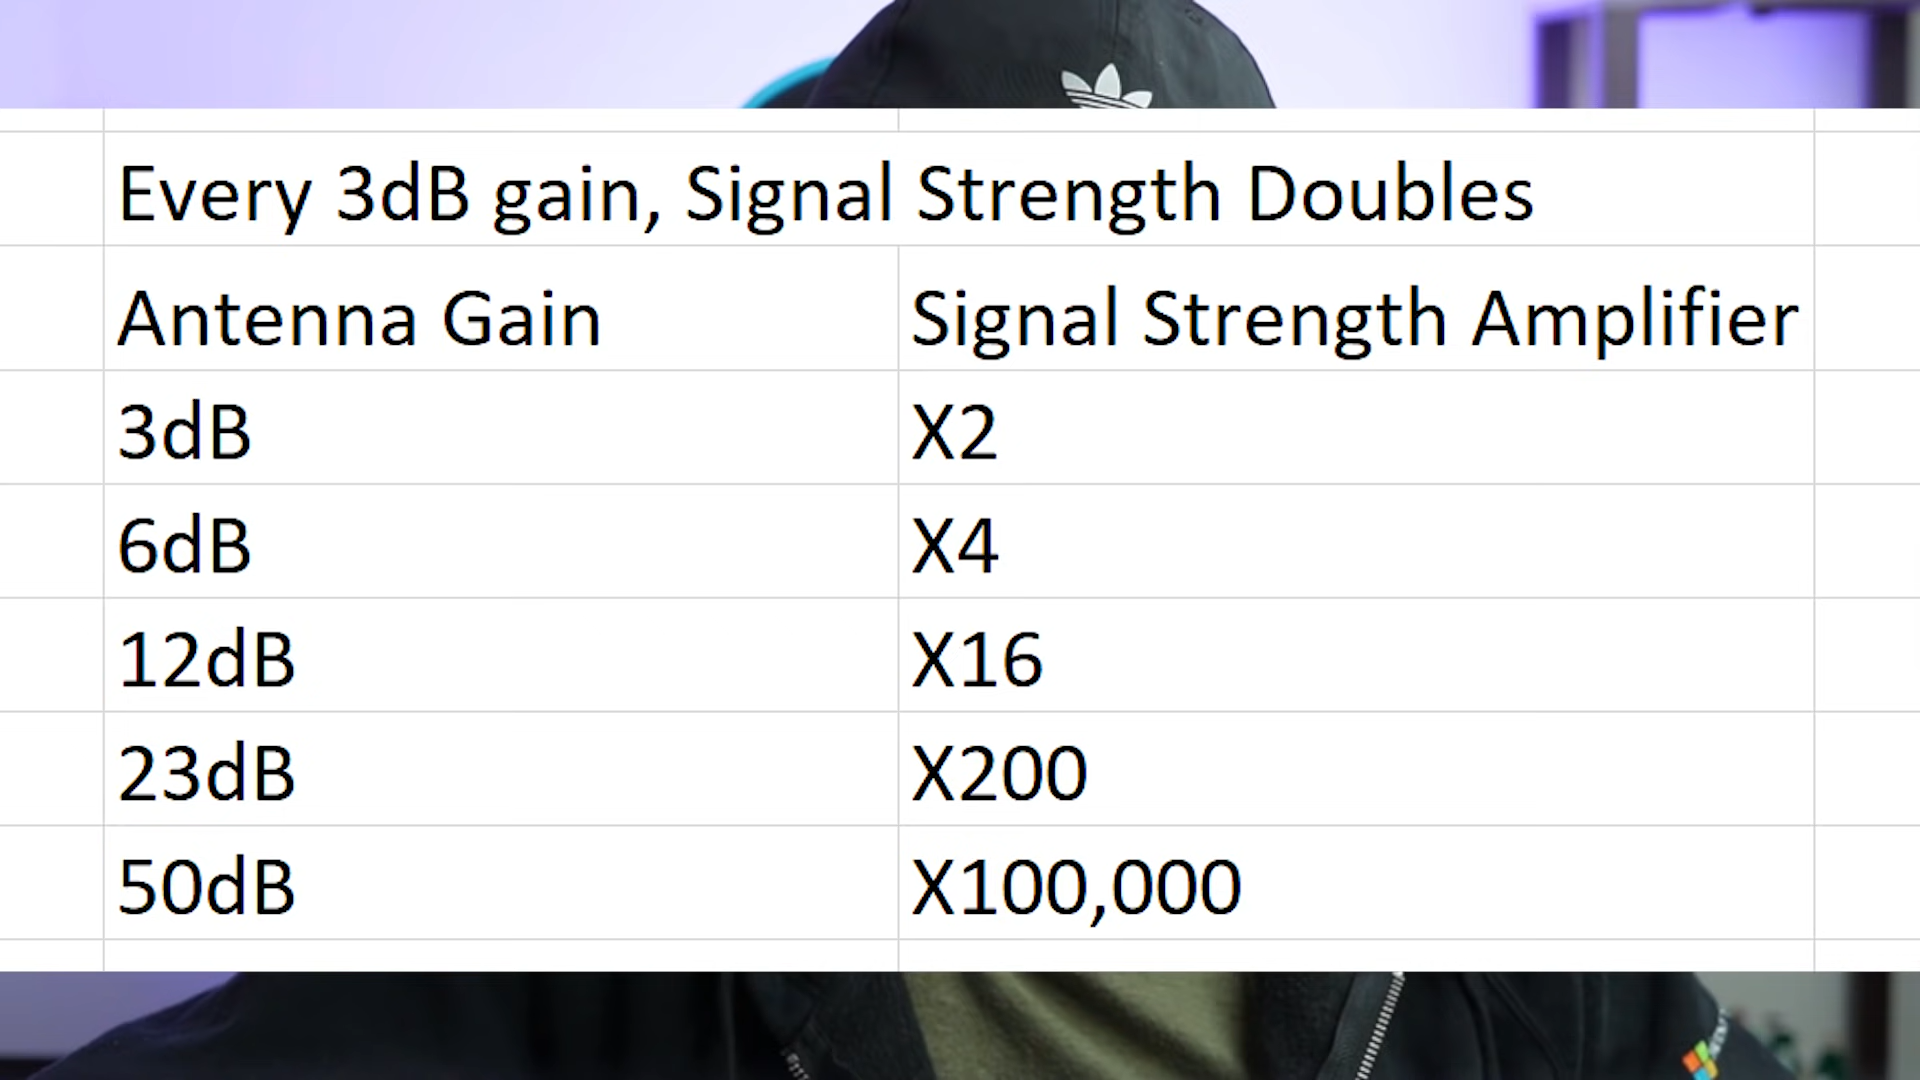 Every 3dB gain, Signal Strength Doubles
Antenna Gain Signal Strength Amplifier
3dB X2
6dB X4
12dB X16
23dB X200
50dB X100,000